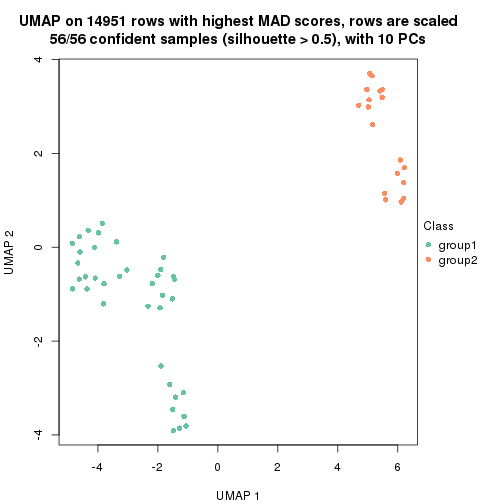 UMAP on 14951 rows with highest MAD scores, rows are scaled
56/56 confident samples (silhouette > 0.5), with 10 PCs
4
2
0
-2
-4
UMAP 2
Class
group1
group2
-4
-2
0
2
4
6
UMAP 1